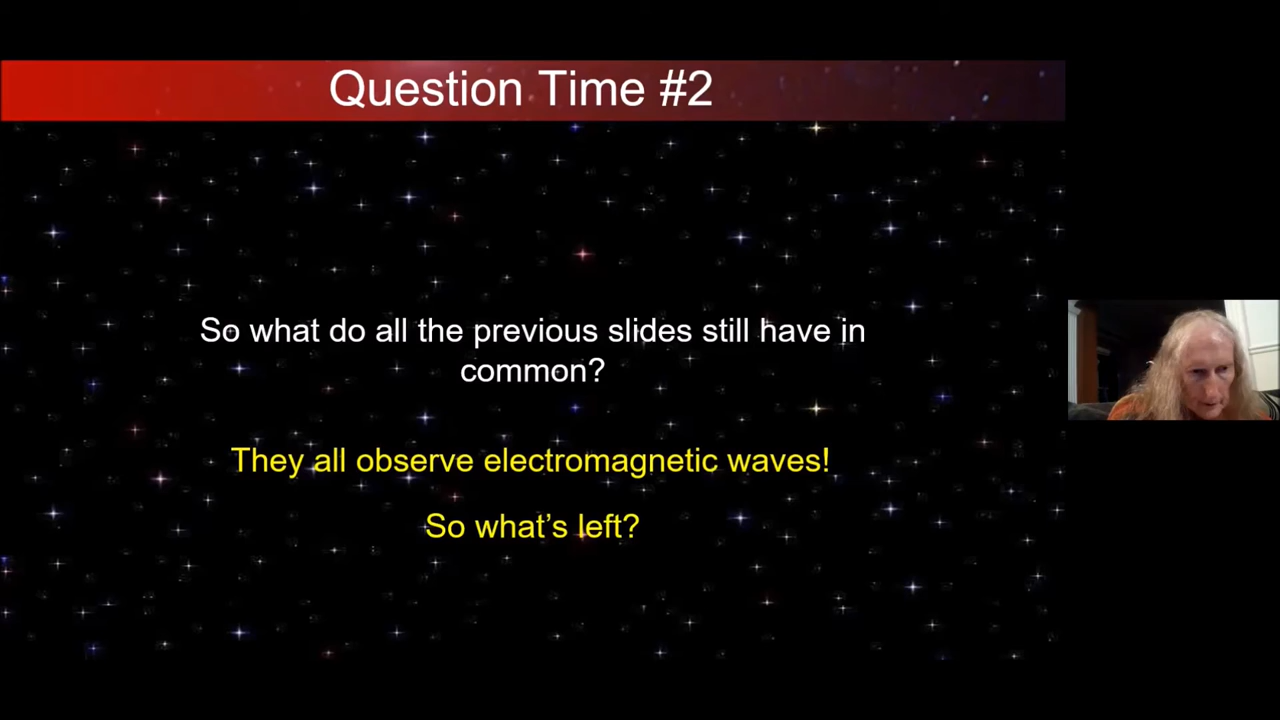 Question Time #2
So what do all the previous slides still have in
common?
They all observe electromagnetic waves!
So what’s left?